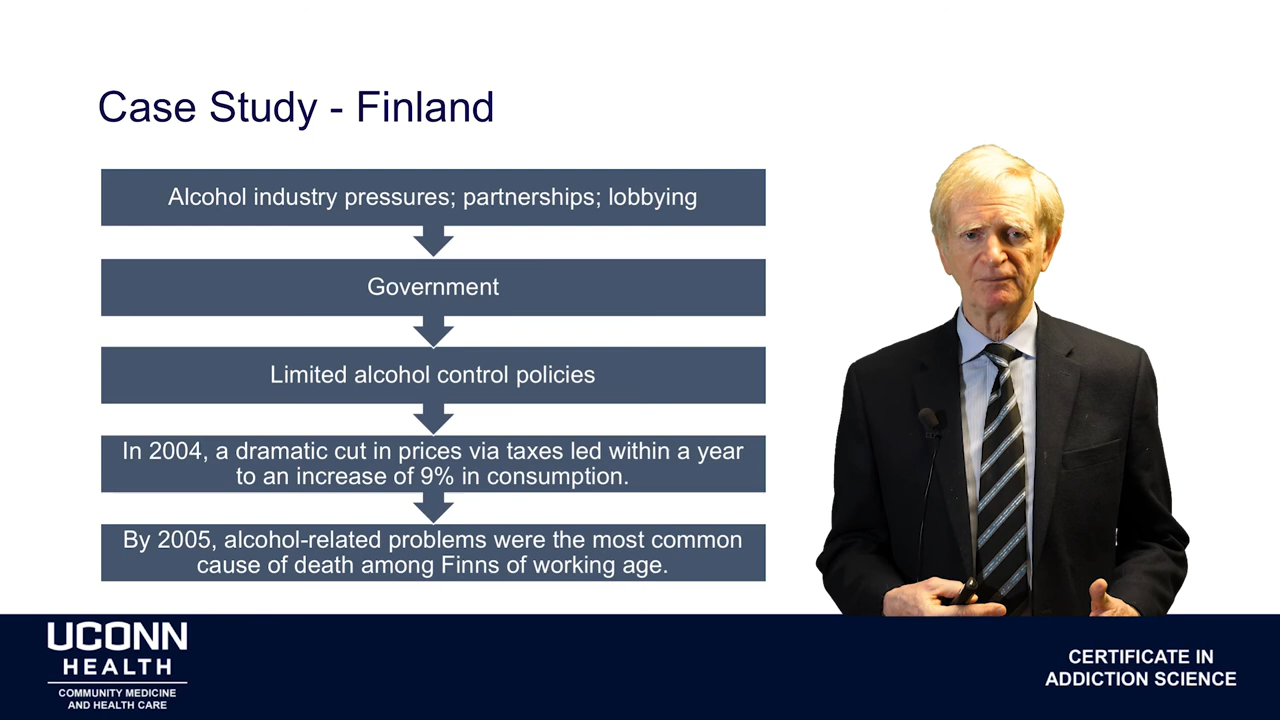 Case Study - Finland
Alcohol industry pressures; partnerships; lobbying
Government
Limited alcohol control policies
In 2004, a dramatic cut in prices via taxes led within a year
to an increase of 9% in consumption.
By 2005, alcohol-related problems were the most common
cause of death among Finns of working age.
UCONN
HEALTH
COMMUNITY MEDICINE
AND HEALTH CARE
CERTIFICATE IN
ADDICTION SCIENCE